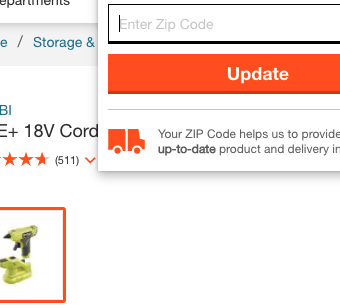 epartments
Enter Zip Code
e / Storage &
Update
BI
E+ 18V Cord
(511)
Your ZIP Code helps us to provide
up-to-date product and delivery in